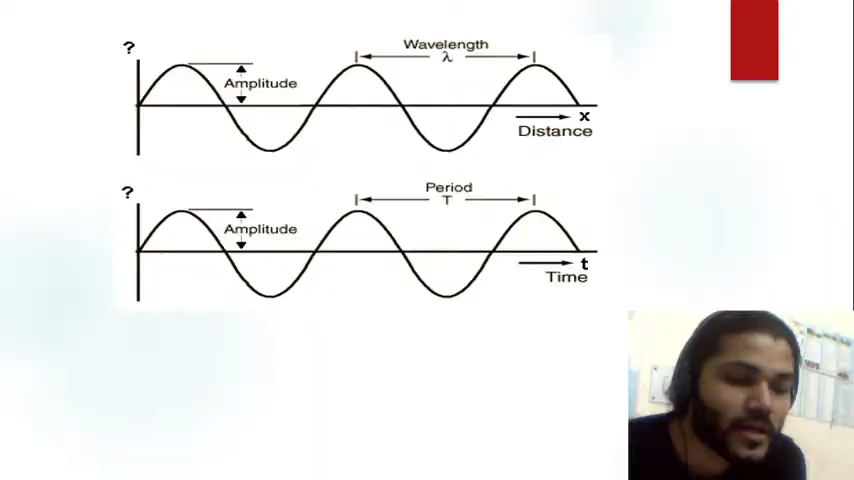 ?
Wavelength
λ
Amplitude
x
Distance
?
Period
T
Amplitude
t
Time